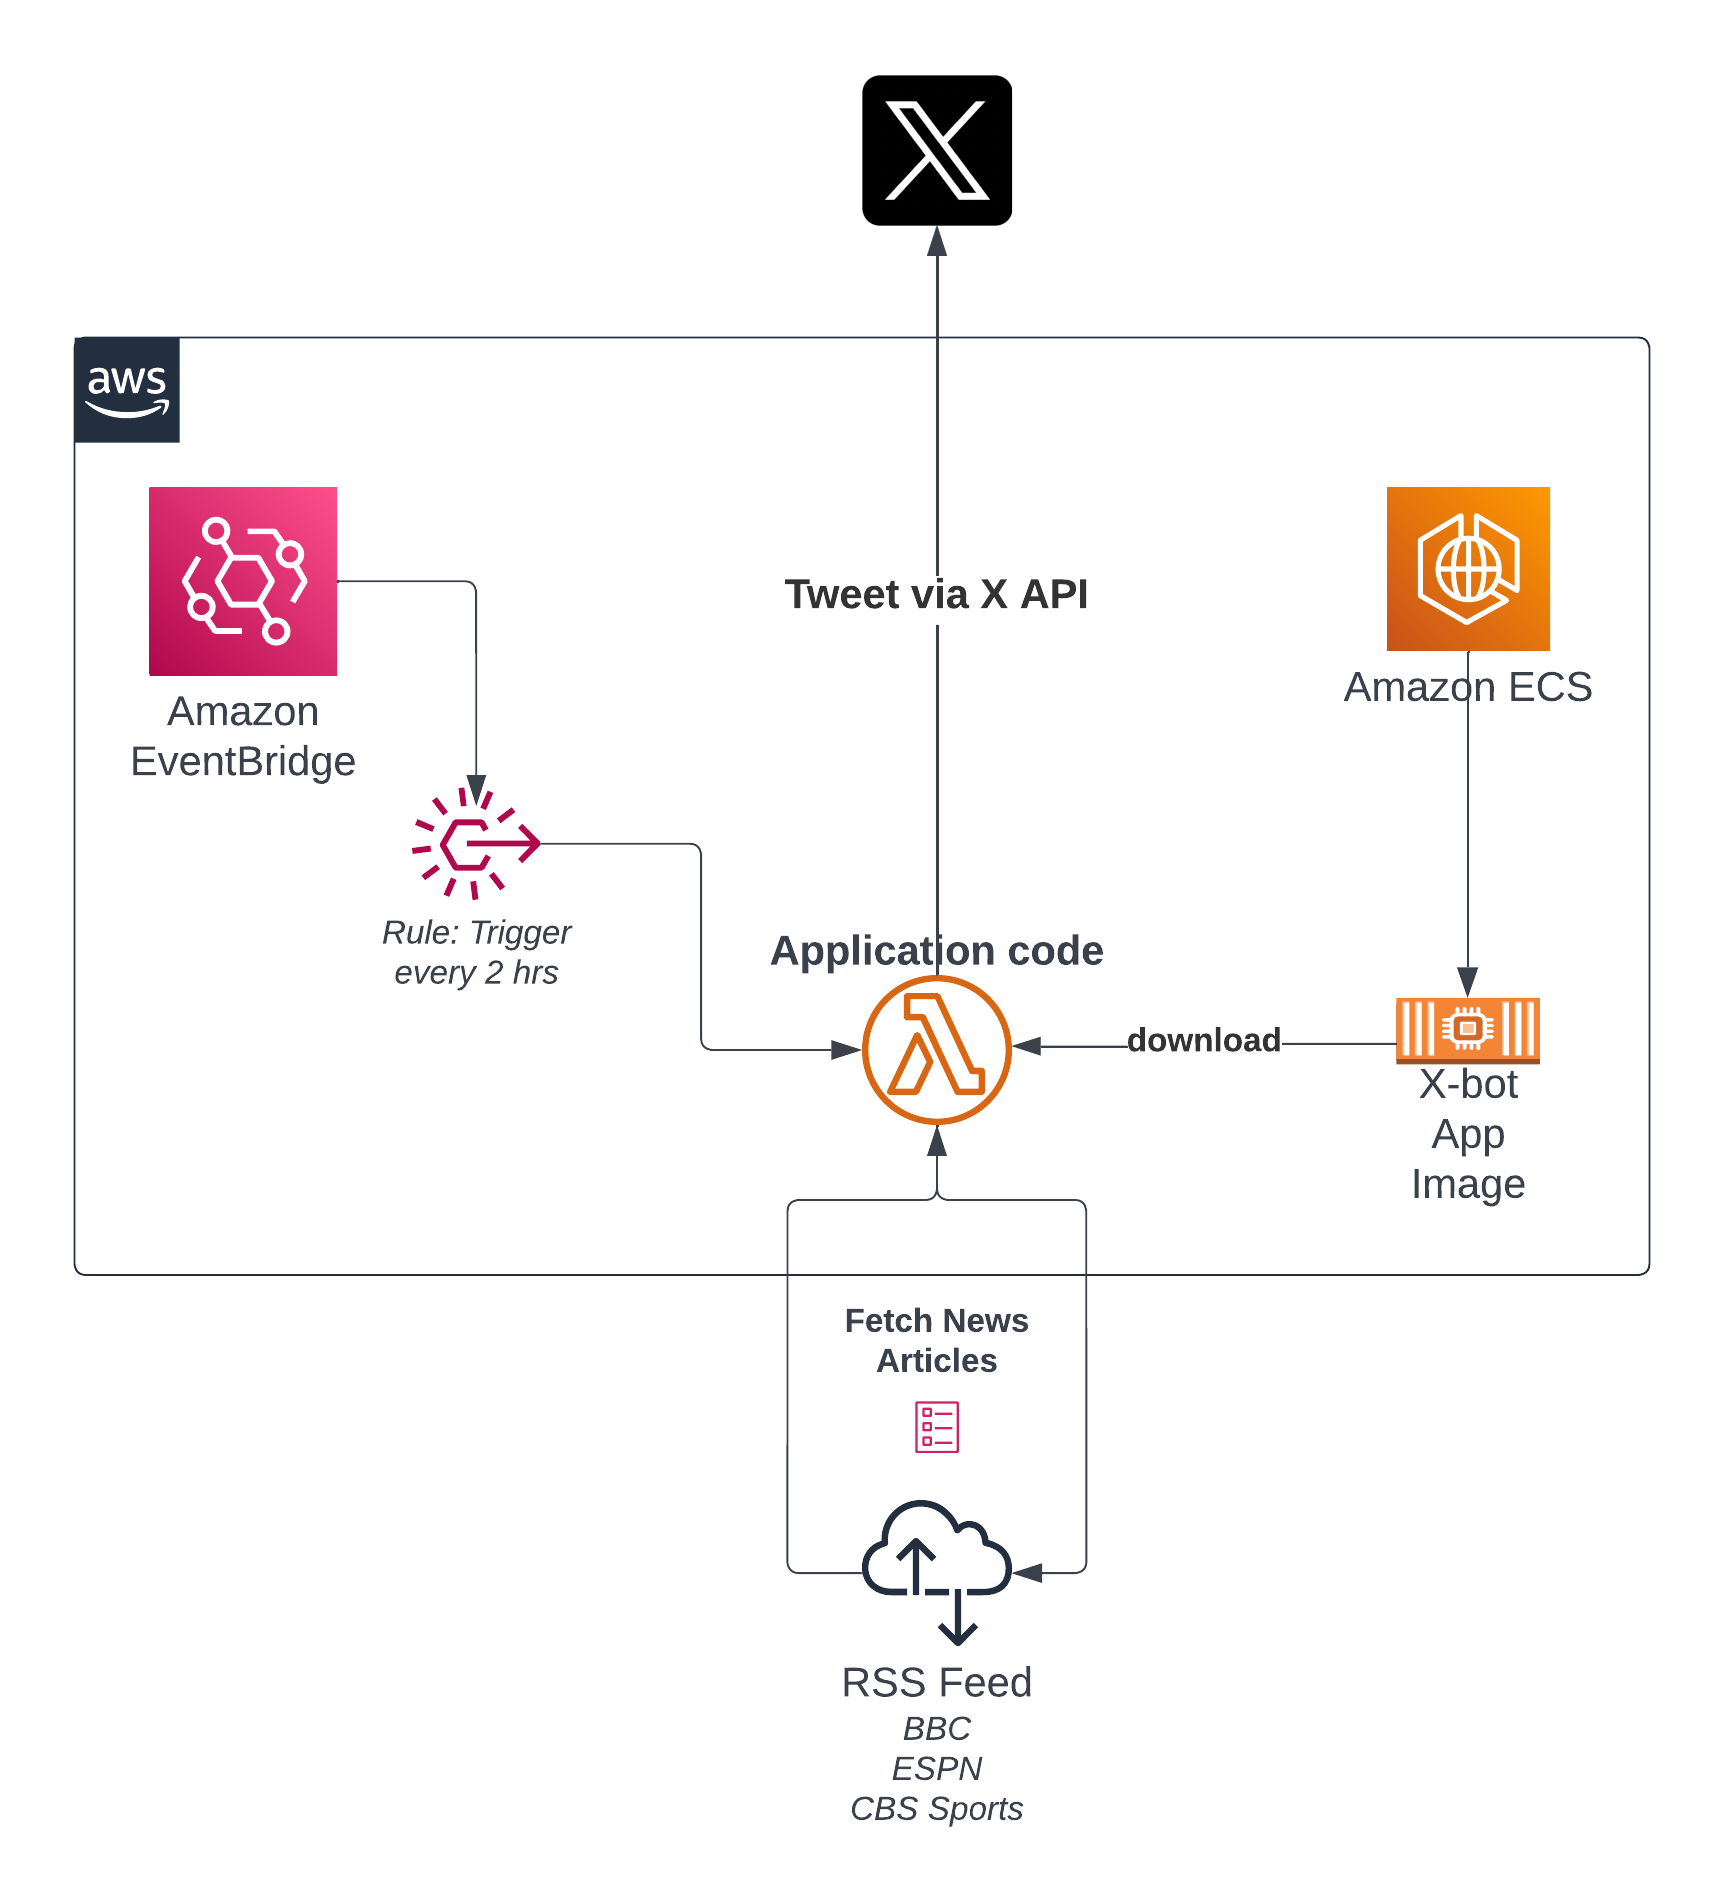 X
aws
Tweet via X API
Amazon
EventBridge
Amazon ECS
Rule: Trigger
every 2 hrs
Application code
download
X-bot
App
Image
Fetch News
Articles
RSS Feed
BBC
ESPN
CBS Sports